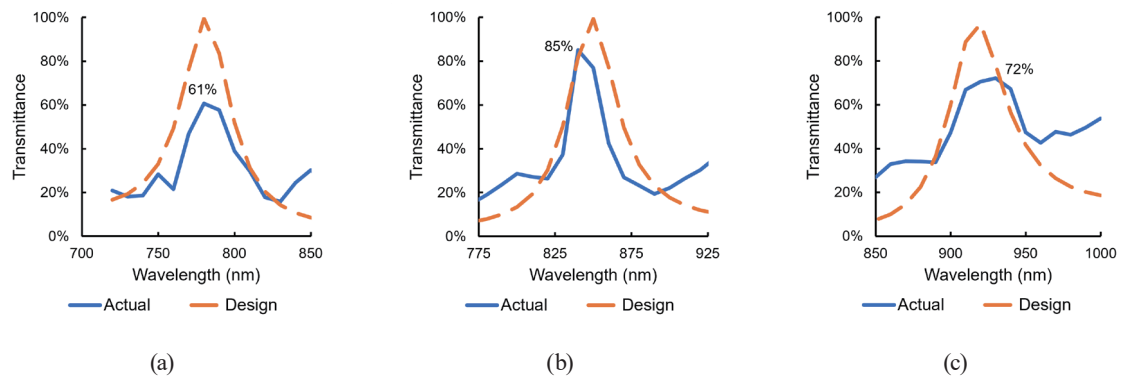 100%
80%
60%
40%
20%
0%
Transmittance
61%
700
750
800
850
Wavelength (nm)
Actual
Design
(a)
100%
80%
60%
40%
20%
0%
Transmittance
85%
775
825
875
925
Wavelength (nm)
Actual
Design
(b)
100%
80%
60%
40%
20%
0%
Transmittance
72%
850
900
950
1000
Wavelength (nm)
Actual
Design
(c)